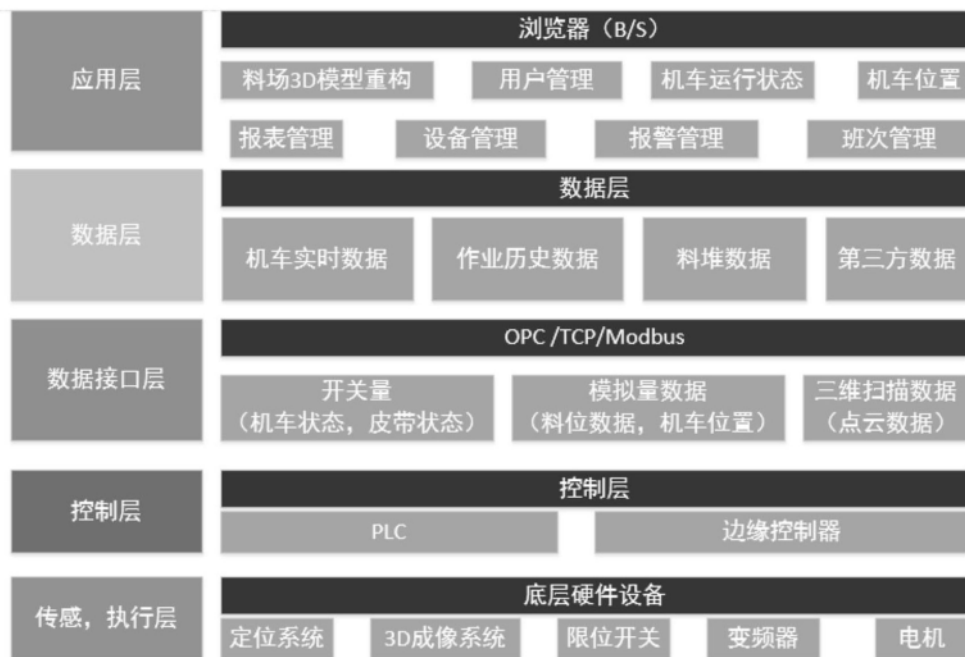 应用层
浏览器（B/S）
料场3D模型重构 用户管理 机车运行状态 机车位置
报表管理 设备管理 报警管理 班次管理
数据层
数据层
机车实时数据 作业历史数据 料堆数据 第三方数据
数据接口层
OPC /TCP/Modbus
开关量 模拟量数据 三维扫描数据
（机车状态，皮带状态） （料位数据，机车位置） （点云数据）
控制层
控制层
PLC 边缘控制器
传感，执行层
底层硬件设备
定位系统 3D成像系统 限位开关 变频器 电机